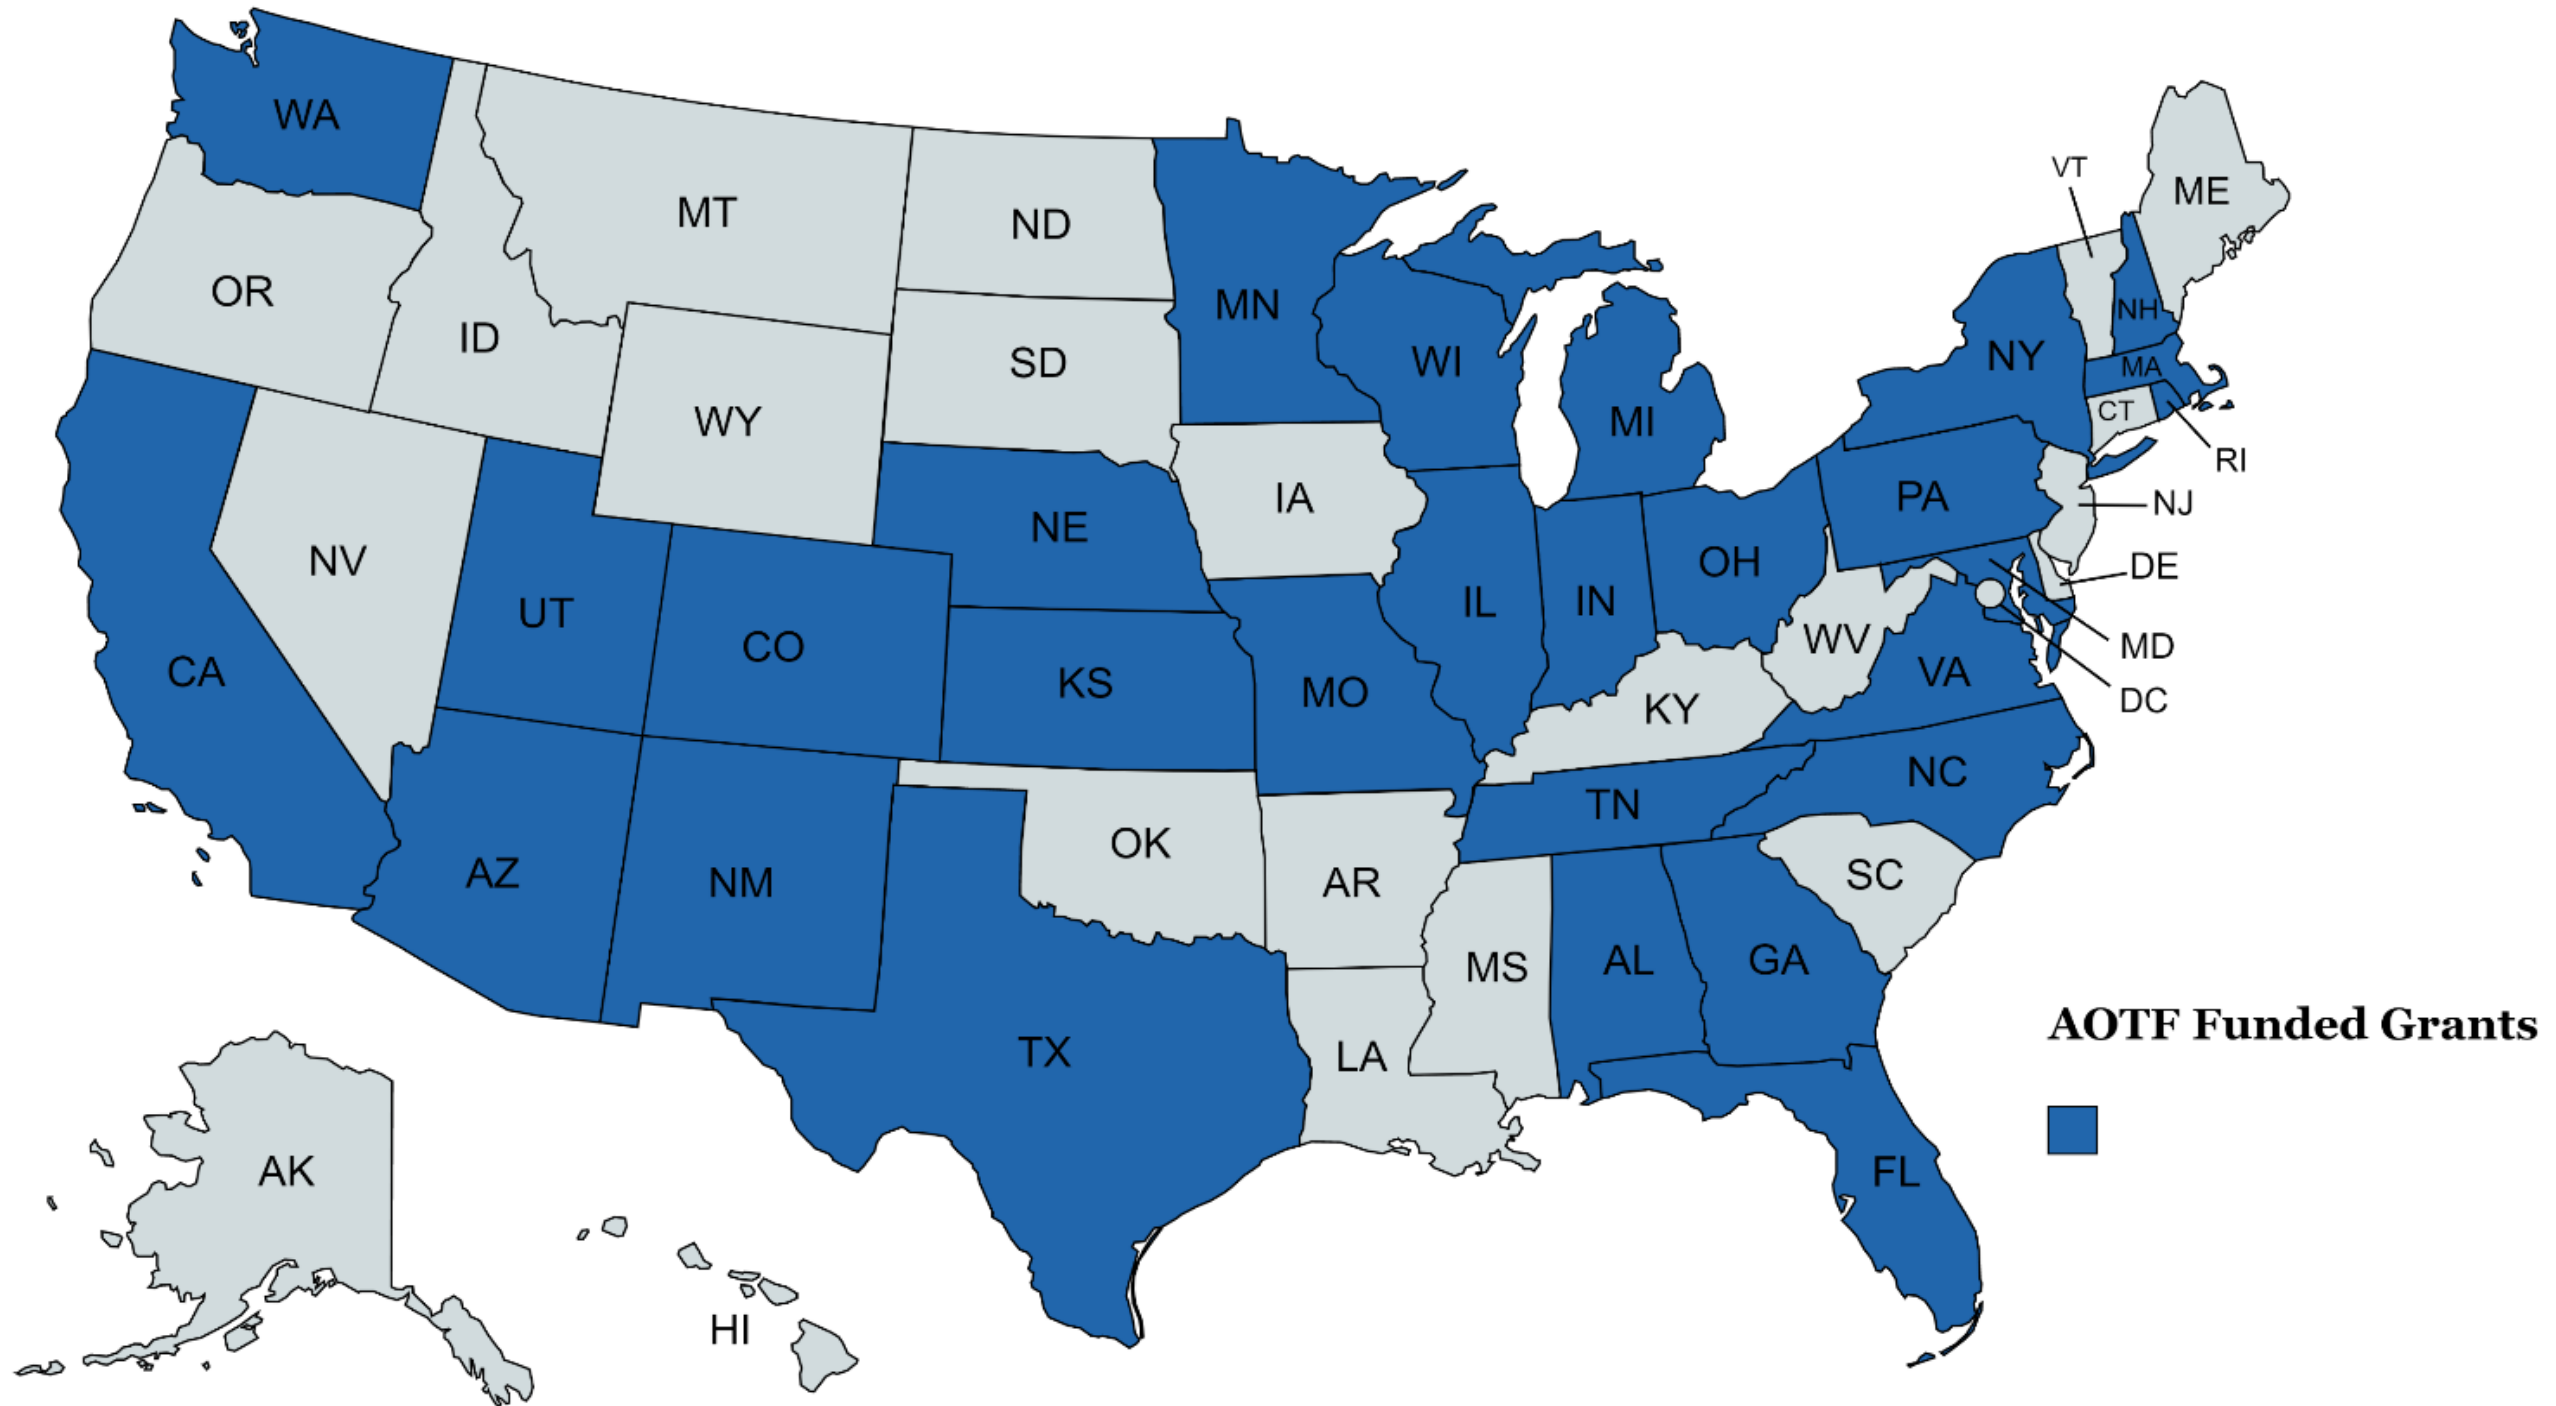 WA
MT
ND
MN
VT
ME
OR
ID
SD
WI
NY
NH
MA
WY
MI
CT
RI
IA
PA
NJ
NV
NE
OH
DE
UT
CO
IL
IN
WV
MD
CA
KS
MO
KY
VA
DC
NC
TN
OK
AZ
NM
AR
SC
MS
AL
GA
AOTF Funded Grants
TX
LA
AK
FL
HI